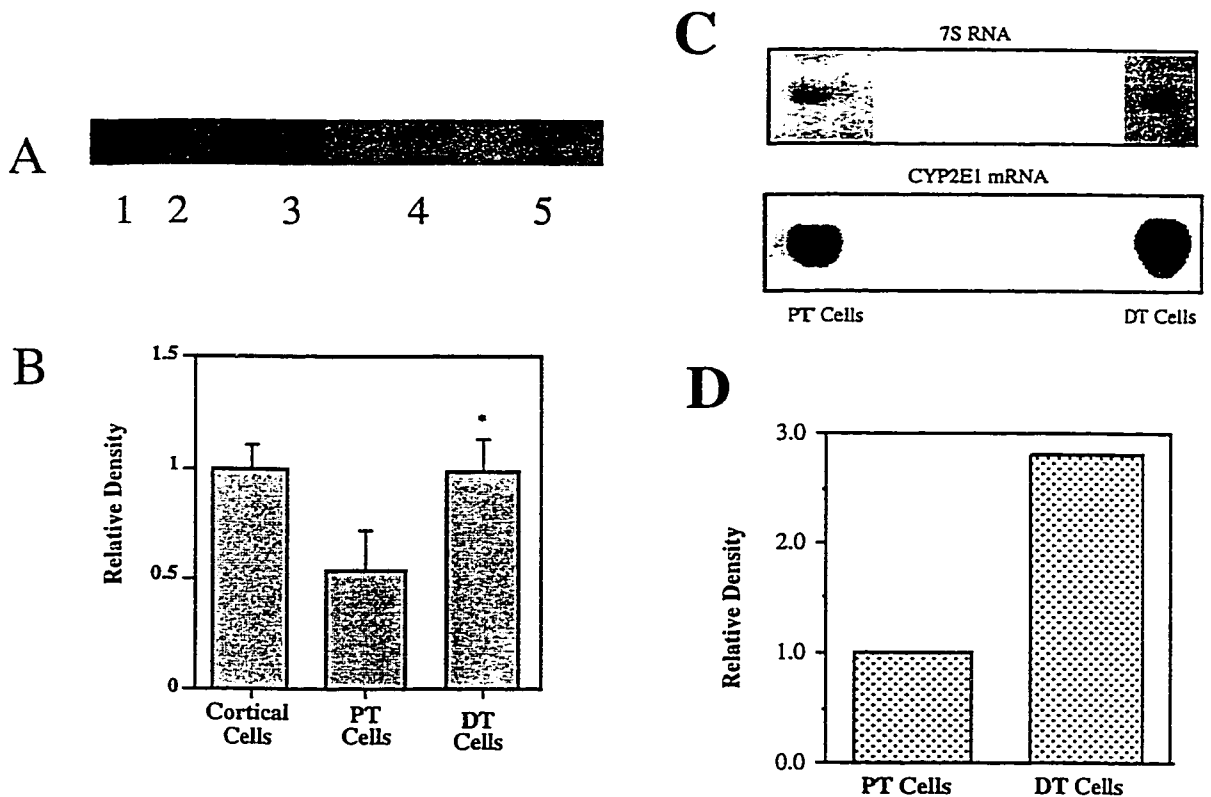 A
1 2 3 4 5
B
1.5
1
0.5
0
Relative Density
*
Cortical Cells
PT Cells
DT Cells
C
7S RNA
CYP2E1 mRNA
PT Cells
DT Cells
D
3.0
2.0
1.0
0.0
Relative Density
PT Cells
DT Cells